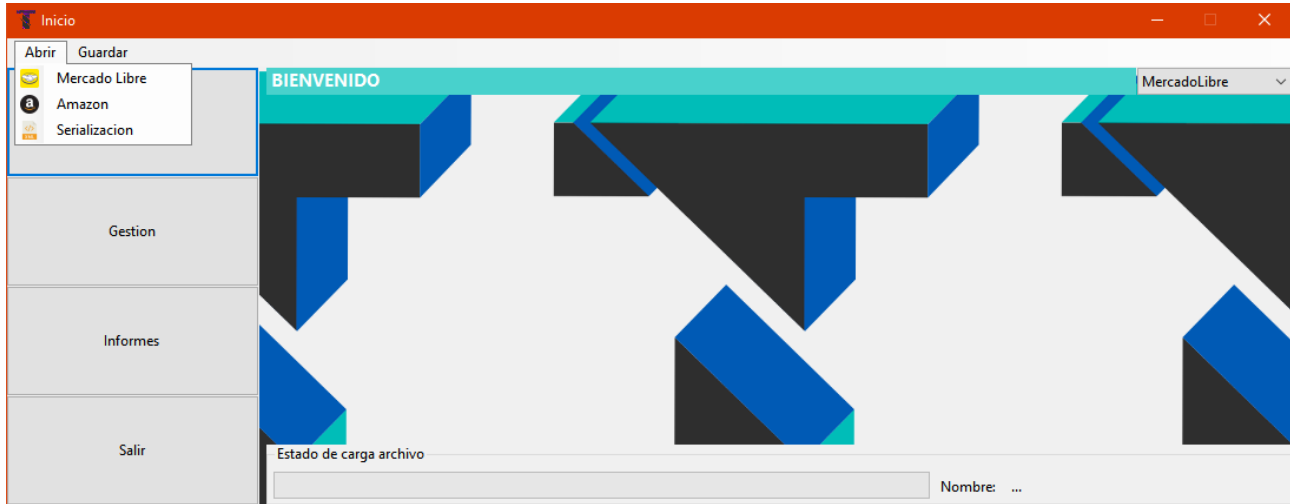 Inicio
Abrir Guardar
Mercado Libre
Amazon
Serializacion
BIENVENIDO
MercadoLibre
Gestion
Informes
Salir
Estado de carga archivo
Nombre: ...